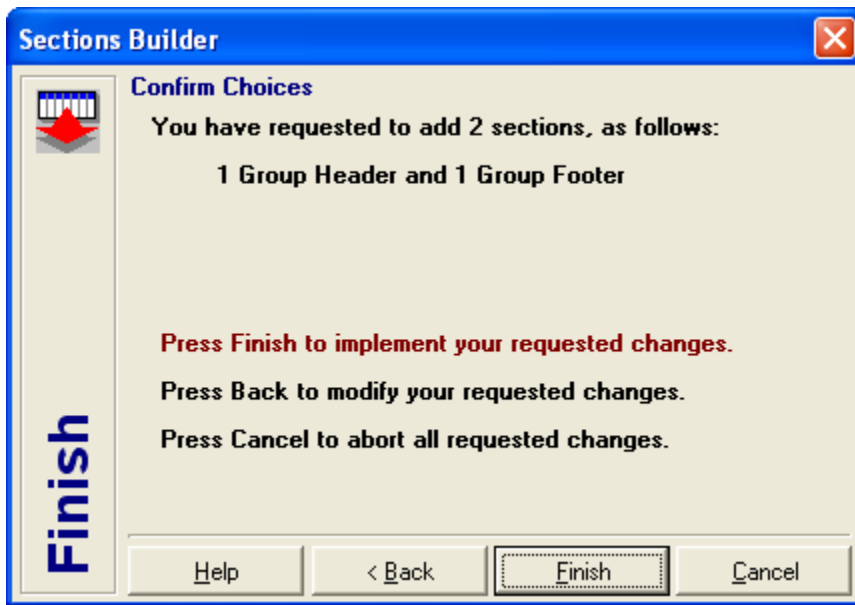 Sections Builder
Confirm Choices
You have requested to add 2 sections, as follows:
1 Group Header and 1 Group Footer
Press Finish to implement your requested changes.
Press Back to modify your requested changes.
Press Cancel to abort all requested changes.
Finish
Help
< Back
Finish
Cancel